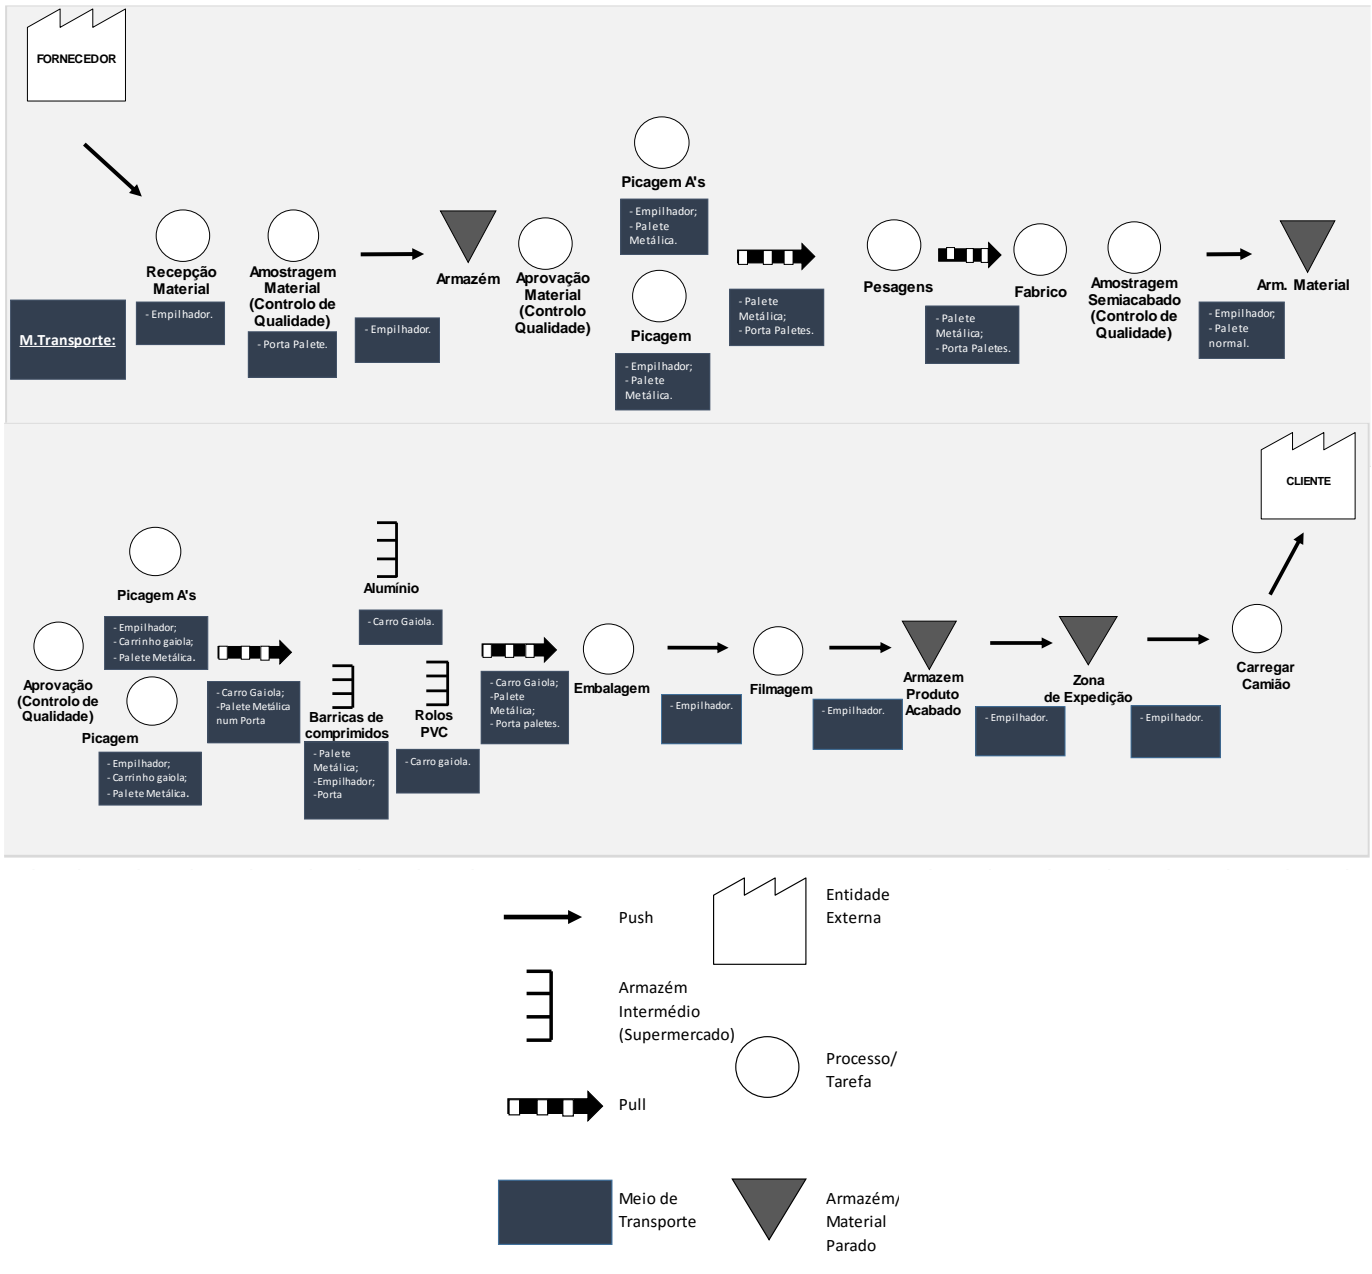 FORNECEDOR
Recepção
Material
- Empilhador.
M.Transporte:
Amostragem
Material
(Controlo de
Qualidade)
- Porta Palete.
- Empilhador.
Armazém
Aprovação
Material
(Controlo
Qualidade)
Picagem A's
- Empilhador;
- Palete
Metálica.
Picagem
- Empilhador;
- Palete
Metálica.
- Palete
Metálica;
- Porta Paletes.
Pesagens
- Palete
Metálica;
- Porta Paletes.
Fabrico
Amostragem
Semiacabado
(Controlo de
Qualidade)
- Empilhador;
- Palete
normal.
Arm. Material
CLIENTE
Aprovação
(Controlo de
Qualidade)
Picagem A's
- Empilhador;
- Carrinho gaiola;
- Palete Metálica.
Picagem
- Empilhador;
- Carrinho gaiola;
- Palete Metálica.
- Carro Gaiola;
-Palete Metálica
num Porta
Alumínio
- Carro Gaiola.
Barricas de
comprimidos
- Palete
Metálica;
-Empilhador;
-Porta
Rolos
PVC
- Carro gaiola.
- Carro Gaiola;
-Palete
Metálica;
- Porta paletes.
Embalagem
- Empilhador.
Filmagem
- Empilhador.
Armazem
Produto
Acabado
- Empilhador.
Zona
de Expedição
- Empilhador.
Carregar
Camião
Push
Entidade
Externa
Armazém
Intermédio
(Supermercado)
Processo/
Tarefa
Pull
Meio de
Transporte
Armazém/
Material
Parado